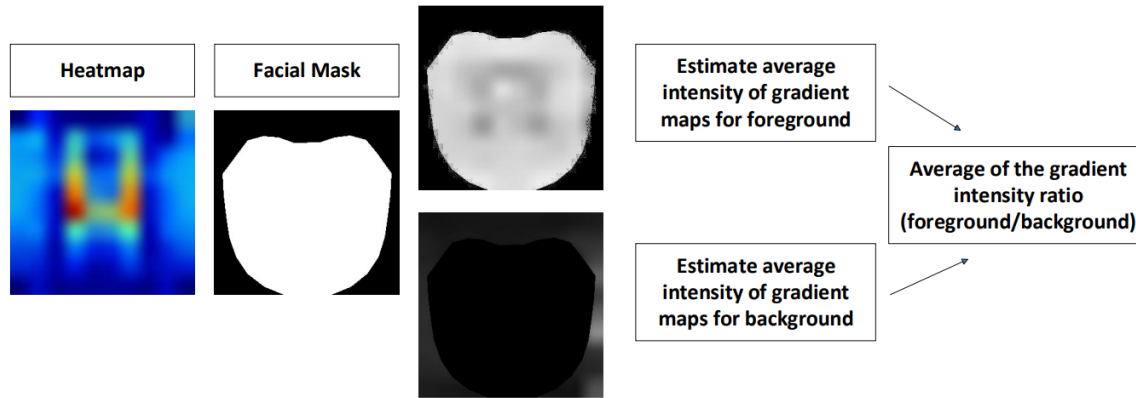 Heatmap
Facial Mask
Estimate average
intensity of gradient
maps for foreground
Average of the gradient
intensity ratio
(foreground/background)
Estimate average
intensity of gradient
maps for background